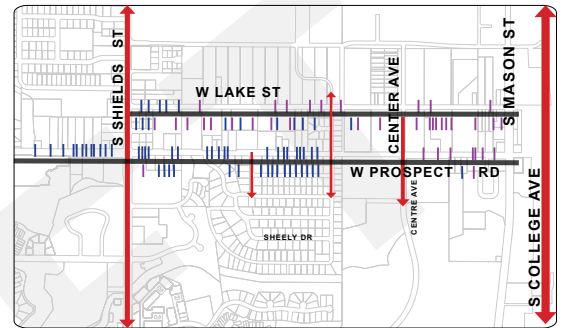 W LAKE ST
S SHIELDS ST
CENTER AVE
S MASON ST
W PROSPECT RD
CENTRE AVE
SHEELY DR
S COLLEGE AVE